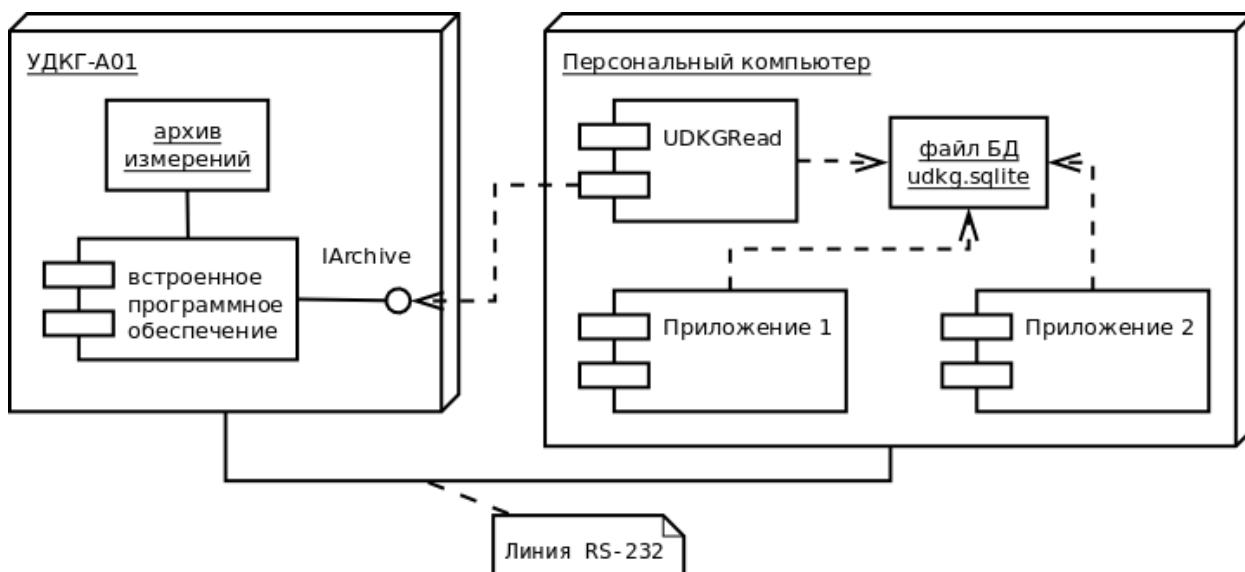 УДКГ-А01
архив
измерений
встроенное
программное
обеспечение
IArchive
Персональный компьютер
UDKGRead
файл БД
udkg.sqlite
Приложение 1
Приложение 2
Линия RS-232